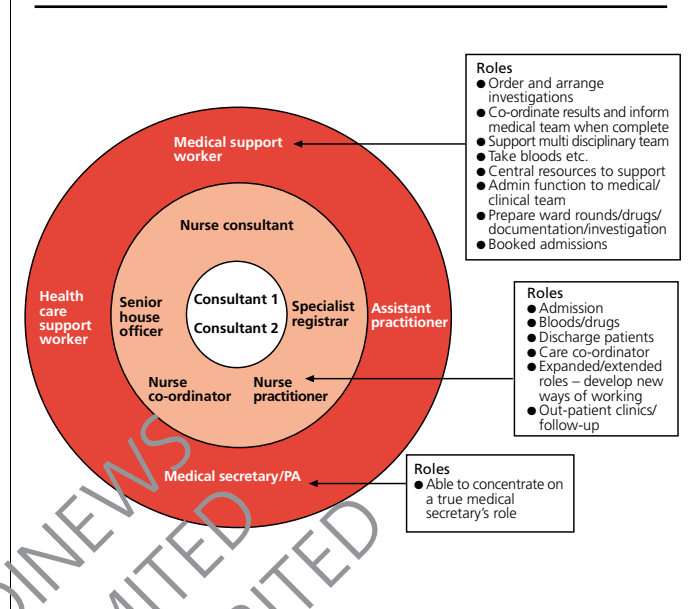 Roles
● Order and arrange
investigations
● Co-ordinate results and inform
medical team when complete
● Support multi disciplinary team
● Take bloods etc.
● Central resources to support
● Admin function to medical/
clinical team
● Prepare ward rounds/drugs/
documentation/investigation
● Booked admissions
Medical support
worker
Nurse consultant
Health
care
support
worker
Senior
house
officer
Consultant 1
Consultant 2
Specialist
registrar
Assistant
practitioner
Nurse
co-ordinator
Nurse
practitioner
Roles
● Admission
● Bloods/drugs
● Discharge patients
● Care co-ordinator
● Expanded/extended
roles – develop new
ways of working
● Out-patient clinics/
follow-up
Medical secretary/PA
Roles
● Able to concentrate on
a true medical
secretary's role